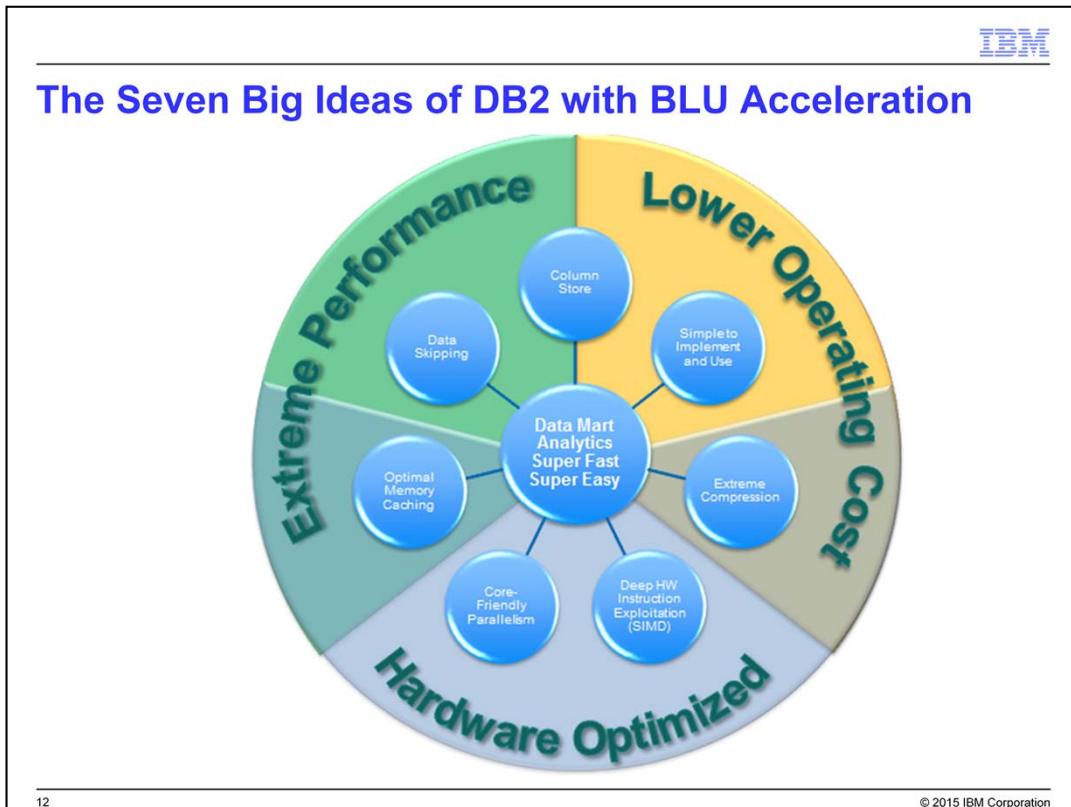 IBM
The Seven Big Ideas of DB2 with BLU Acceleration
Extreme Performance
Lower Operating Cost
Column
Store
Data
Skipping
Simple to
Implement
and Use
Data Mart
Analytics
Super Fast
Super Easy
Optimal
Memory
Caching
Extreme
Compression
Core-
Friendly
Parallelism
Deep HW
Instruction
Exploitation
(SIMD)
Hardware Optimized
12
© 2015 IBM Corporation